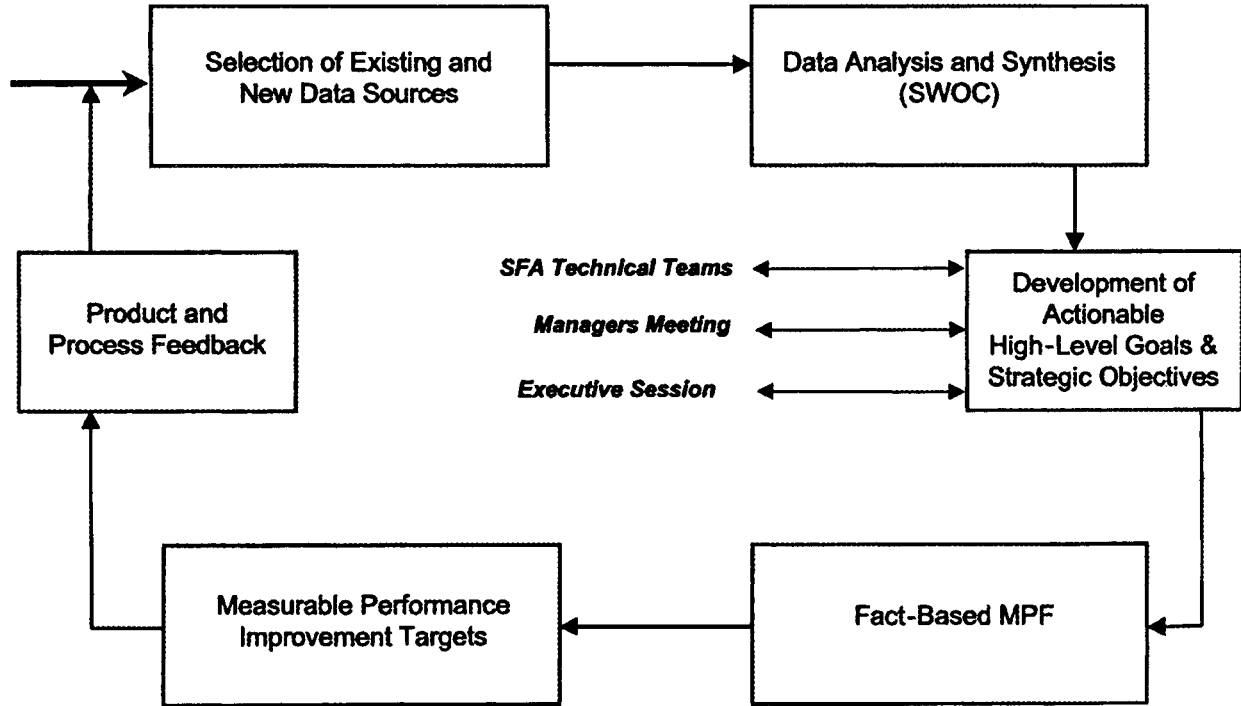 Selection of Existing and
New Data Sources
Data Analysis and Synthesis
(SWOC)
SFA Technical Teams
Managers Meeting
Executive Session
Development of
Actionable
High-Level Goals &
Strategic Objectives
Product and
Process Feedback
Measurable Performance
Improvement Targets
Fact-Based MPF